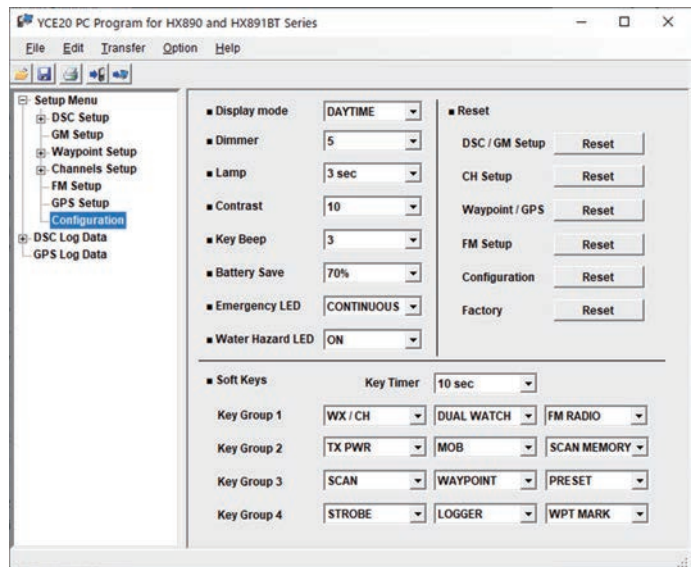 YCE20 PC Program for HX890 and HX891BT Series
File Edit Transfer Option Help
Setup Menu
DSC Setup
GM Setup
Waypoint Setup
Channels Setup
FM Setup
GPS Setup
Configuration
DSC Log Data
GPS Log Data
Display mode DAYTIME
Dimmer 5
Lamp 3 sec
Contrast 10
Key Beep 3
Battery Save 70%
Emergency LED CONTINUOUS
Water Hazard LED ON
Reset
DSC / GM Setup Reset
CH Setup Reset
Waypoint / GPS Reset
FM Setup Reset
Configuration Reset
Factory Reset
Soft Keys Key Timer 10 sec
Key Group 1 WX / CH DUAL WATCH FM RADIO
Key Group 2 TX PWR MOB SCAN MEMORY
Key Group 3 SCAN WAYPOINT PRESET
Key Group 4 STROBE LOGGER WPT MARK